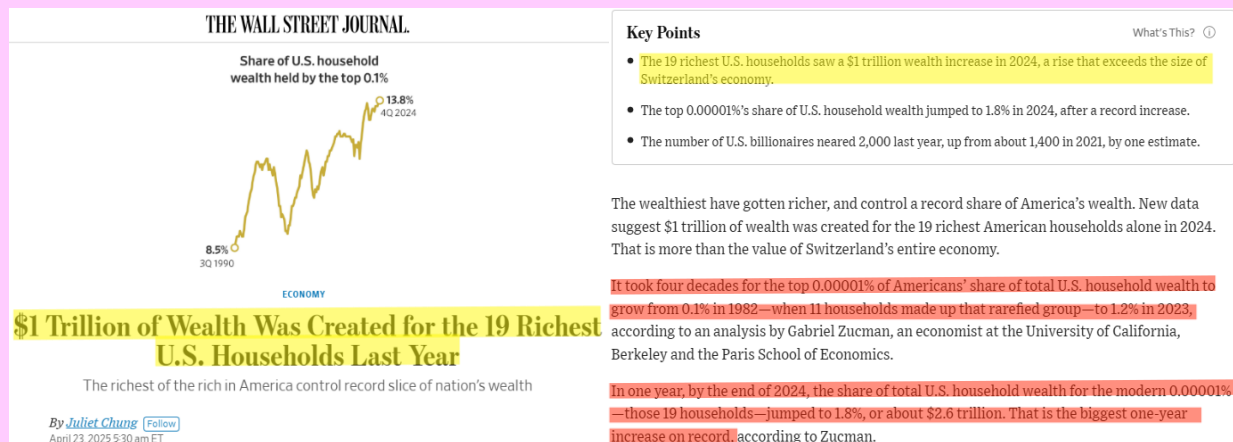 THE WALL STREET JOURNAL.
Share of U.S. household
wealth held by the top 0.1%
13.8%
4Q 2024
8.5%
3Q 1990
ECONOMY
$1 Trillion of Wealth Was Created for the 19 Richest
U.S. Households Last Year
The richest of the rich in America control record slice of nation's wealth
By Juliet Chung Follow
April 23, 2025 5:30 am ET
Key Points
What's This?
The 19 richest U.S. households saw a $1 trillion wealth increase in 2024, a rise that exceeds the size of
Switzerland's economy.
The top 0.00001%'s share of U.S. household wealth jumped to 1.8% in 2024, after a record increase.
The number of U.S. billionaires neared 2,000 last year, up from about 1,400 in 2021, by one estimate.
The wealthiest have gotten richer, and control a record share of America's wealth. New data
suggest $1 trillion of wealth was created for the 19 richest American households alone in 2024.
That is more than the value of Switzerland's entire economy.
It took four decades for the top 0.00001% of Americans' share of total U.S. household wealth to
grow from 0.1% in 1982—when 11 households made up that rarefied group—to 1.2% in 2023,
according to an analysis by Gabriel Zucman, an economist at the University of California,
Berkeley and the Paris School of Economics.
In one year, by the end of 2024, the share of total U.S. household wealth for the modern 0.00001%
—those 19 households—jumped to 1.8%, or about $2.6 trillion. That is the biggest one-year
increase on record, according to Zucman.